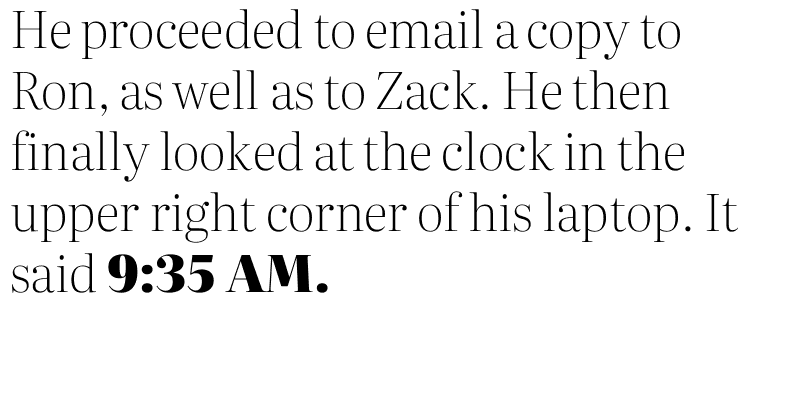 He proceeded to email a copy to
Ron, as well as to Zack. He then
finally looked at the clock in the
upper right corner of his laptop. It
said 9:35 AM.